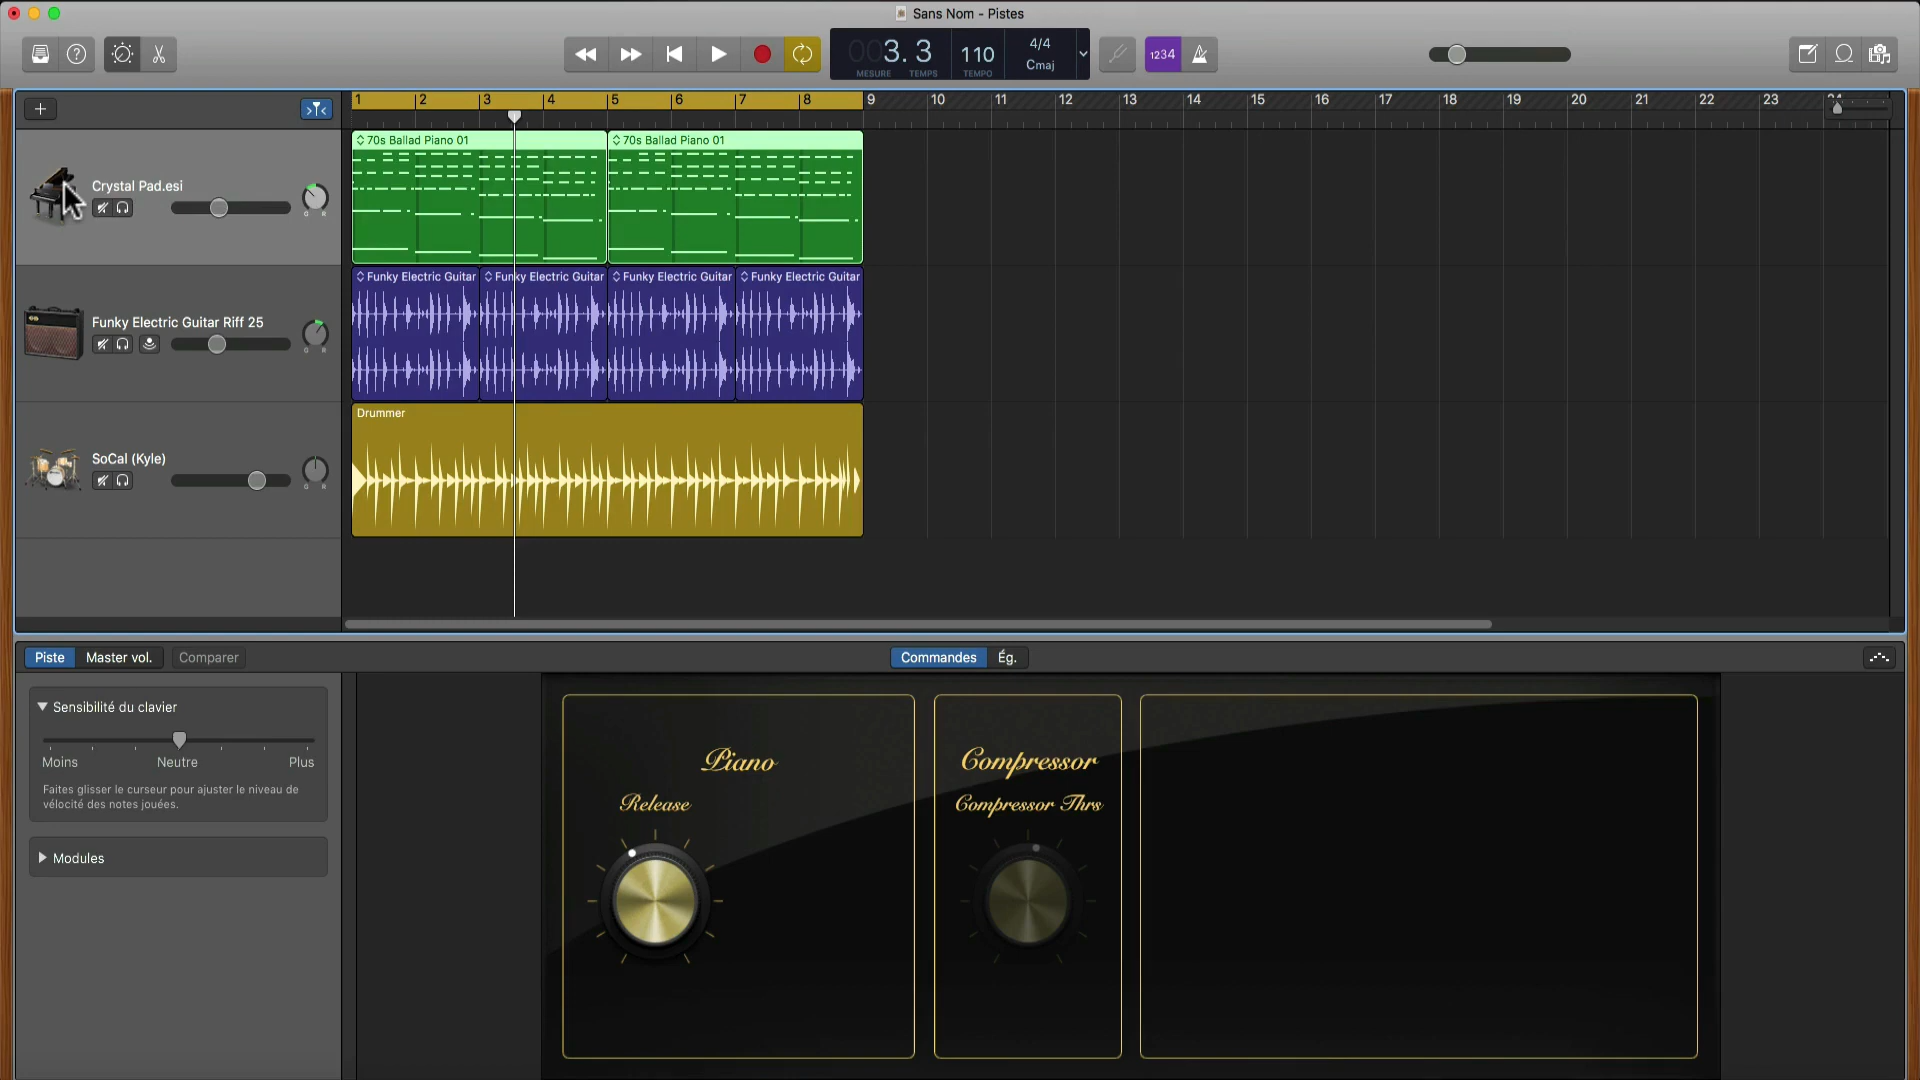 Sans Nom - Pistes
003. 3
110
4/4
Cmaj
MESURE TEMPS
TEMPO
1234
1 2 3 4 5 6 7 8 9 10 11 12 13 14 15 16 17 18 19 20 21 22 23 24
70s Ballad Piano 01
70s Ballad Piano 01
Crystal Pad.esi
G R
Funky Electric Guitar
Funky Electric Guitar
Funky Electric Guitar
Funky Electric Guitar
Funky Electric Guitar Riff 25
G R
Drummer
SoCal (Kyle)
G R
Piste
Master vol.
Comparer
Commandes
Ég.
Sensibilité du clavier
Moins
Neutre
Plus
Faites glisser le curseur pour ajuster le niveau de
vélocité des notes jouées.
Modules
Piano
Release
Compressor
Compressor Thrs